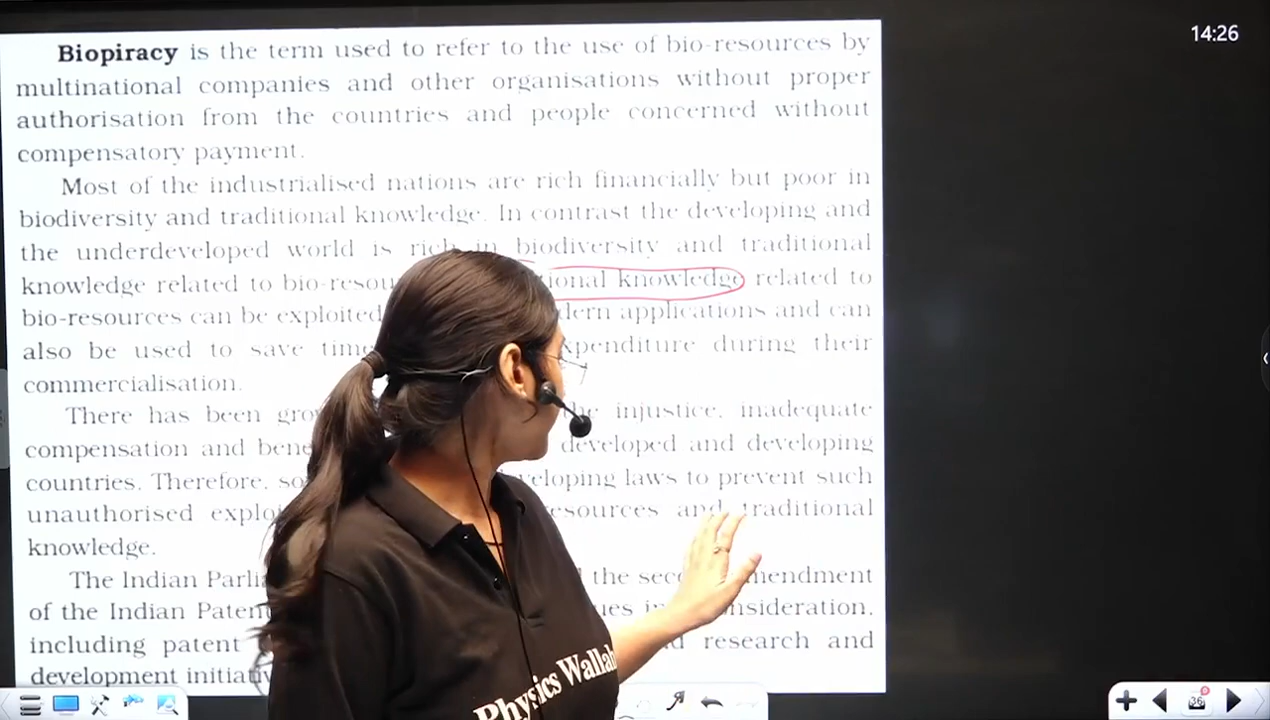 14:26
Biopiracy is the term used to refer to the use of bio-resources by
multinational companies and other organisations without proper
authorisation from the countries and people concerned without
compensatory payment.
Most of the industrialised nations are rich financially but poor in
biodiversity and traditional knowledge. In contrast the developing and
the underdeveloped world is rich in biodiversity and traditional
knowledge related to bio-resou ional knowledge related to
bio-resources can be exploited dern applications and can
also be used to save time xpenditure during their
commercialisation.
There has been gro the injustice, inadequate
compensation and bene developed and developing
countries. Therefore, so veloping laws to prevent such
unauthorised exploi esources and traditional
knowledge.
The Indian Parli the sec mendment
of the Indian Paten ues in nsideration,
including patent research and
development initiati
Physics Wallah
36